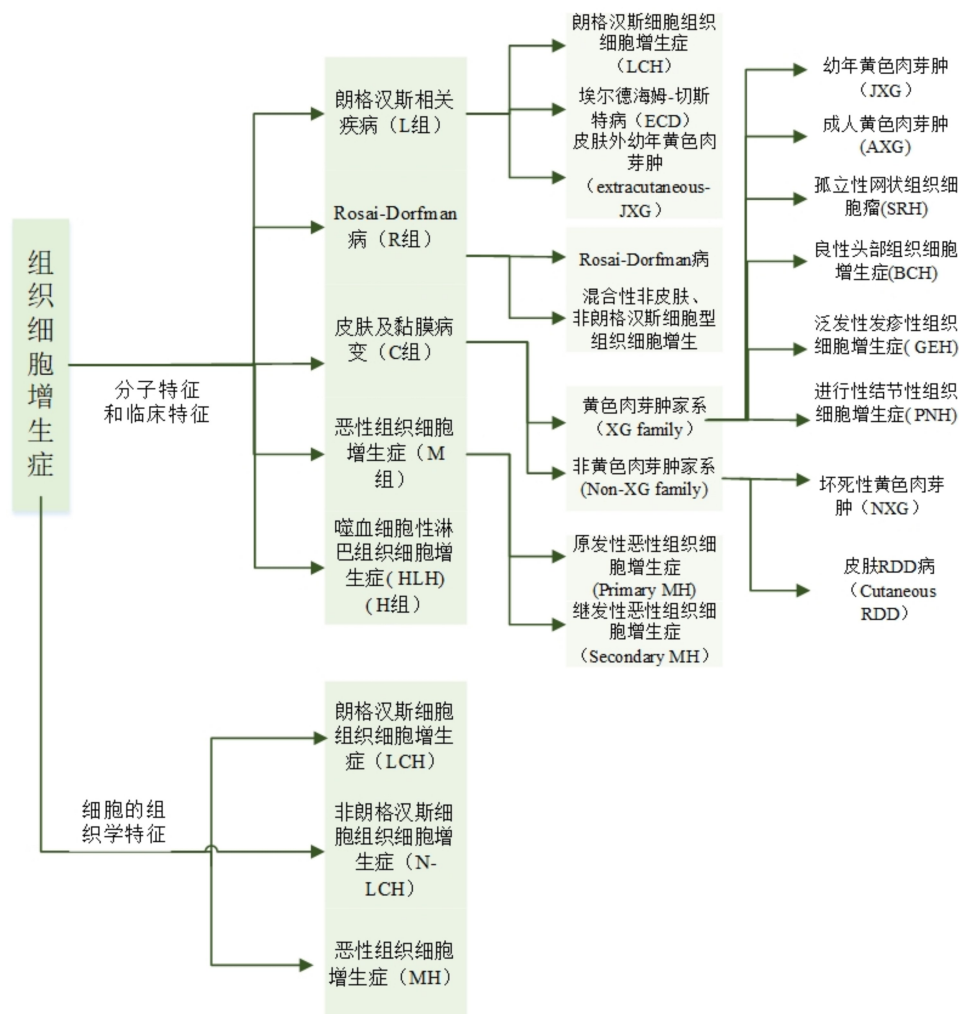 组织细胞增生症
分子特征
和临床特征
细胞的组
织学特征
朗格汉斯相关
疾病（L组）
Rosai-Dorfman
病（R组）
皮肤及黏膜病
变（C组）
恶性组织细胞
增生症（M
组）
噬血细胞性淋
巴组织细胞增
生症( HLH)
(H组）
朗格汉斯细胞
组织细胞增生
症（LCH）
非朗格汉斯细
胞组织细胞增
生症（N-
LCH）
恶性组织细胞
增生症（MH）
朗格汉斯细胞组织
细胞增生症
（LCH）
埃尔德海姆-切斯
特病（ECD）
皮肤外幼年黄色肉
芽肿
（extracutaneous-
JXG）
Rosai-Dorfman病
混合性非皮肤、
非朗格汉斯细胞型
组织细胞增生
黄色肉芽肿家系
（XG family）
非黄色肉芽肿家系
(Non-XG family)
原发性恶性组织细
胞增生症
(Primary MH)
继发性恶性组织细
胞增生症
（Secondary MH）
幼年黄色肉芽肿
（JXG）
成人黄色肉芽肿
(AXG)
孤立性网状组织细
胞瘤(SRH)
良性头部组织细胞
增生症(BCH)
泛发性发疹性组织
细胞增生症( GEH)
进行性结节性组织
细胞增生症( PNH)
坏死性黄色肉芽
肿（NXG）
皮肤RDD病
（Cutaneous
RDD）